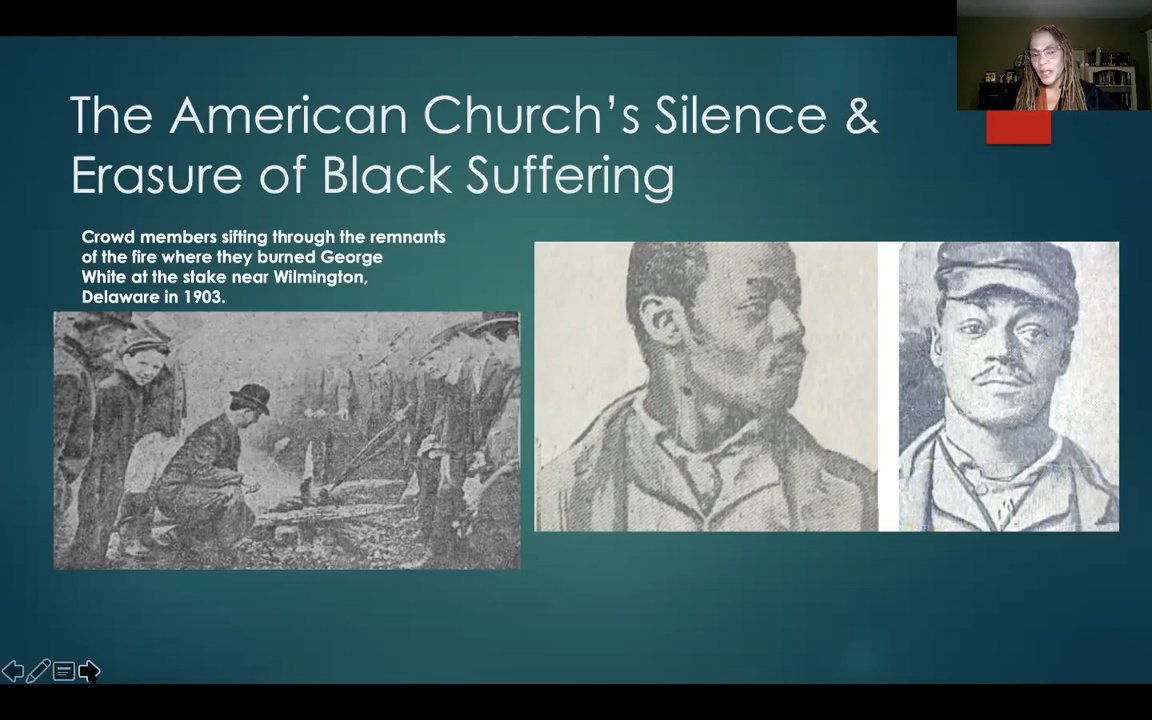 The American Church’s Silence &
Erasure of Black Suffering
Crowd members sifting through the remnants
of the fire where they burned George
White at the stake near Wilmington,
Delaware in 1903.